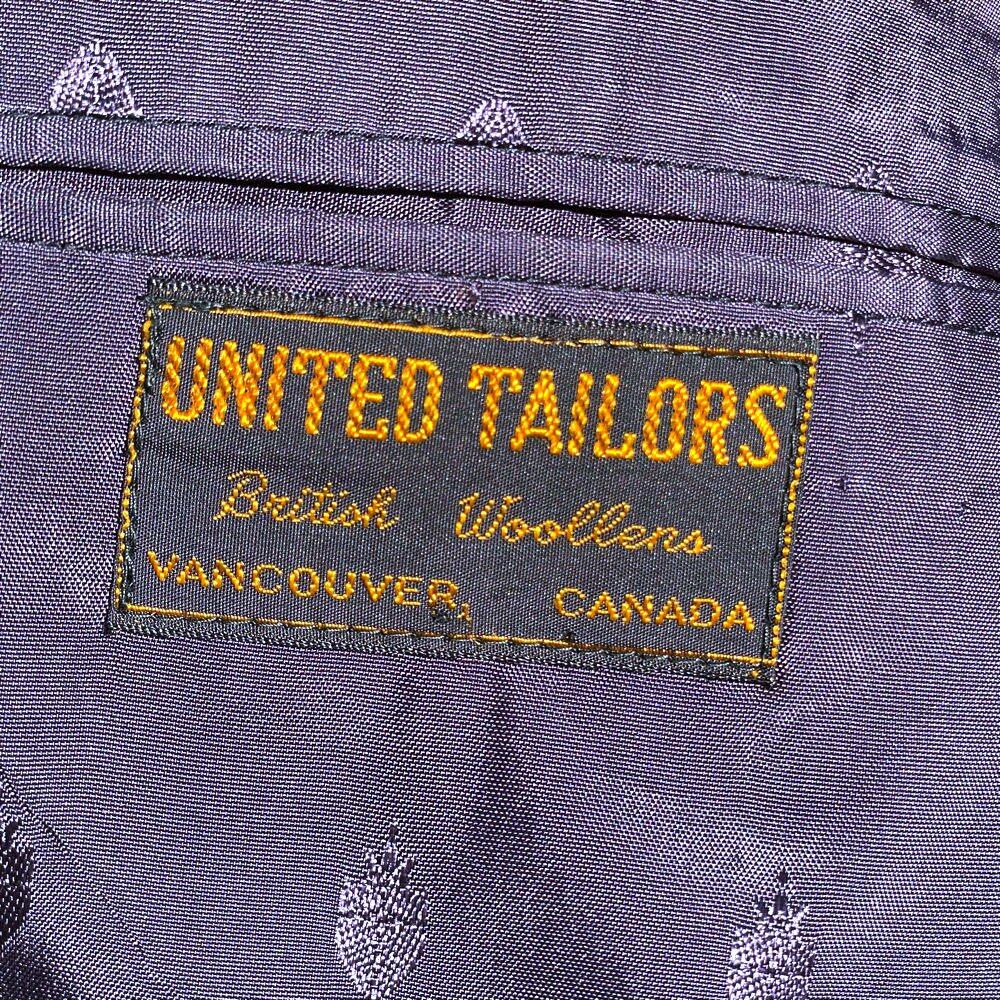 UNITED TAILORS
British Woollens
VANCOUVER, CANADA